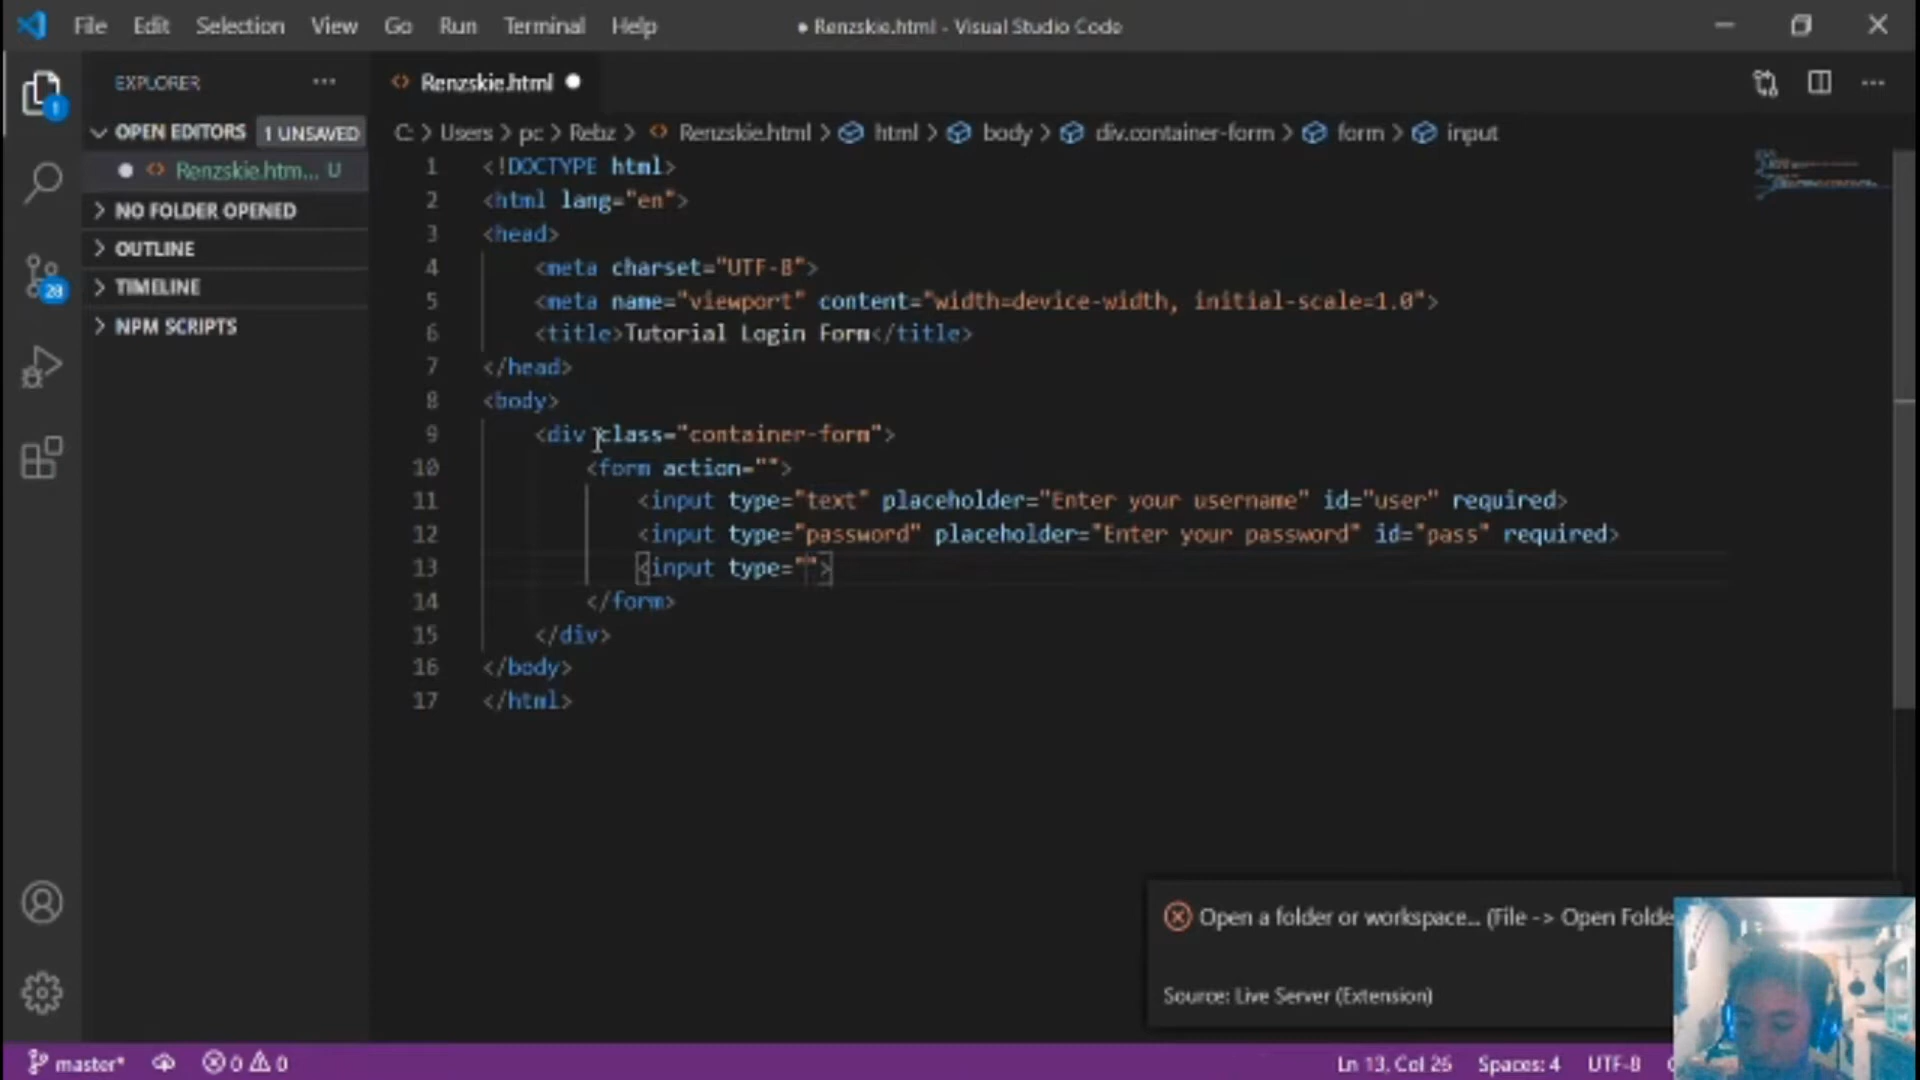 File Edit Selection View Go Run Terminal Help ● Renzskie.html - Visual Studio Code
EXPLORER ...
Renzskie.html ●
OPEN EDITORS 1 UNSAVED
● Renzskie.htm... U
NO FOLDER OPENED
OUTLINE
TIMELINE
NPM SCRIPTS
1
28
C: > Users > pc > Rebz > Renzskie.html > html > body > div.container-form > form > input
1 <!DOCTYPE html>
2 <html lang="en">
3 <head>
4 <meta charset="UTF-8">
5 <meta name="viewport" content="width=device-width, initial-scale=1.0">
6 <title>Tutorial Login Form</title>
7 </head>
8 <body>
9 <div class="container-form">
10 <form action="">
11 <input type="text" placeholder="Enter your username" id="user" required>
12 <input type="password" placeholder="Enter your password" id="pass" required>
13 <input type="">
14 </form>
15 </div>
16 </body>
17 </html>
Open a folder or workspace... (File -> Open Folde
Source: Live Server (Extension)
master* 0 0 Ln 13, Col 26 Spaces: 4 UTF-8